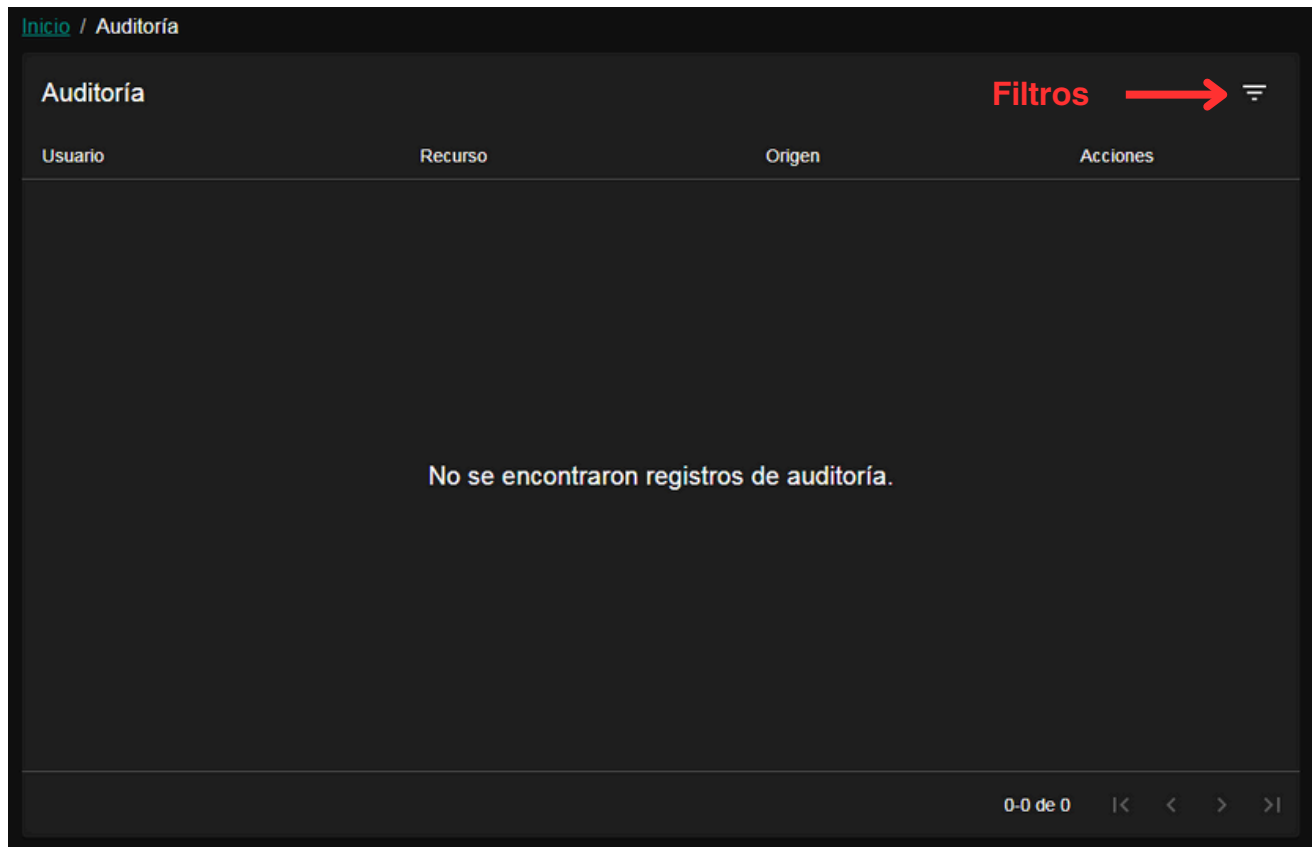 Inicio / Auditoría
Auditoría Filtros
Usuario Recurso Origen Acciones
No se encontraron registros de auditoría.
0-0 de 0